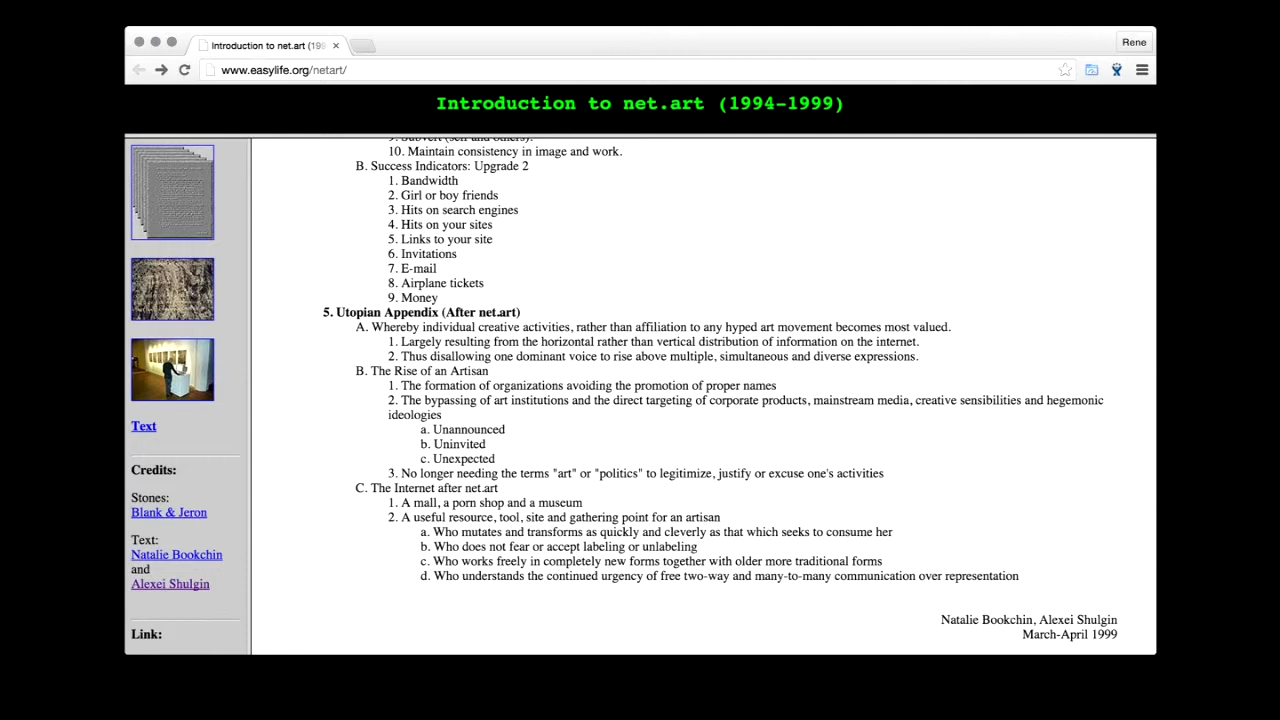 Introduction to net.art (199
Rene
www.easylife.org/netart/
Introduction to net.art (1994-1999)
9. Subvert (self and others).
10. Maintain consistency in image and work.
B. Success Indicators: Upgrade 2
1. Bandwidth
2. Girl or boy friends
3. Hits on search engines
4. Hits on your sites
5. Links to your site
6. Invitations
7. E-mail
8. Airplane tickets
9. Money
5. Utopian Appendix (After net.art)
A. Whereby individual creative activities, rather than affiliation to any hyped art movement becomes most valued.
1. Largely resulting from the horizontal rather than vertical distribution of information on the internet.
2. Thus disallowing one dominant voice to rise above multiple, simultaneous and diverse expressions.
B. The Rise of an Artisan
1. The formation of organizations avoiding the promotion of proper names
2. The bypassing of art institutions and the direct targeting of corporate products, mainstream media, creative sensibilities and hegemonic
ideologies
a. Unannounced
b. Uninvited
c. Unexpected
3. No longer needing the terms "art" or "politics" to legitimize, justify or excuse one's activities
C. The Internet after net.art
1. A mall, a porn shop and a museum
2. A useful resource, tool, site and gathering point for an artisan
a. Who mutates and transforms as quickly and cleverly as that which seeks to consume her
b. Who does not fear or accept labeling or unlabeling
c. Who works freely in completely new forms together with older more traditional forms
d. Who understands the continued urgency of free two-way and many-to-many communication over representation
Natalie Bookchin, Alexei Shulgin
March-April 1999
Text
Credits:
Stones:
Blank & Jeron
Text:
Natalie Bookchin
and
Alexei Shulgin
Link: